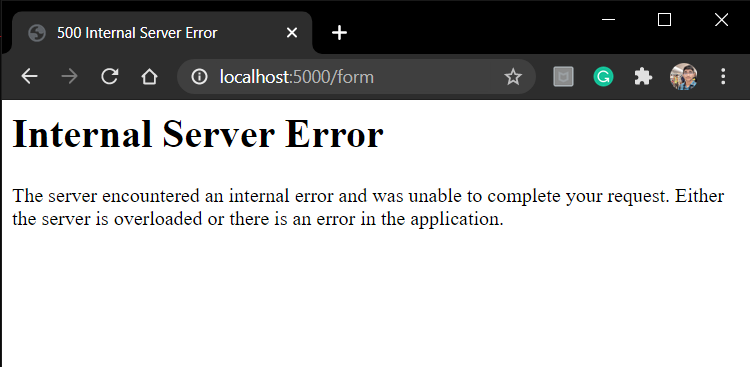 500 Internal Server Error
localhost:5000/form
Internal Server Error
The server encountered an internal error and was unable to complete your request. Either
the server is overloaded or there is an error in the application.